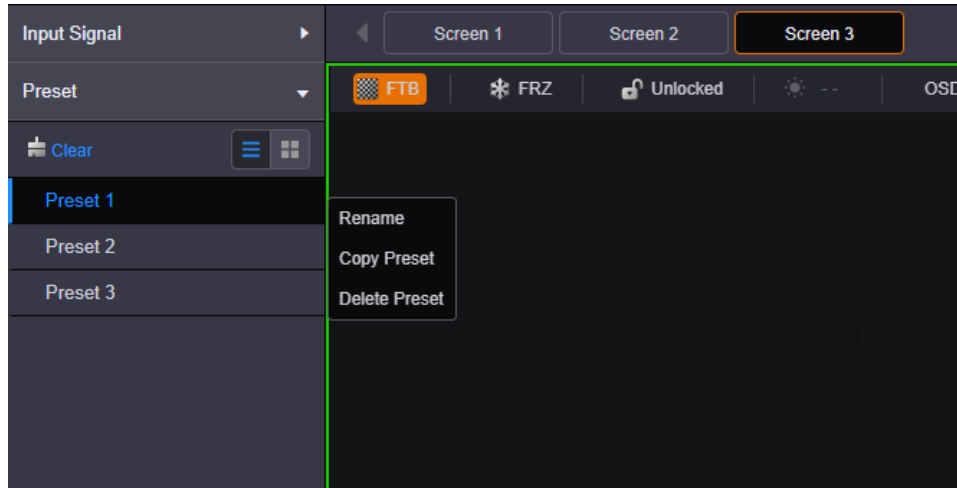 Input Signal
Screen 1
Screen 2
Screen 3
Preset
FTB
FRZ
Unlocked
--
OSD
Clear
Preset 1
Preset 2
Preset 3
Rename
Copy Preset
Delete Preset